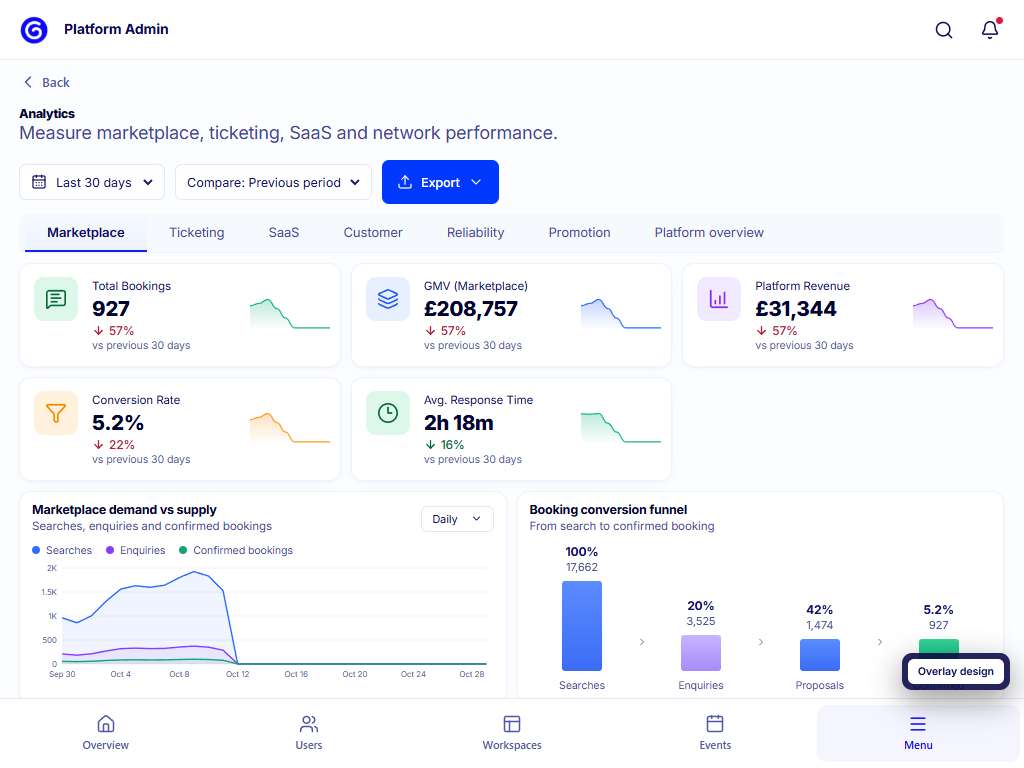 Platform Admin
Back
Analytics
Measure marketplace, ticketing, SaaS and network performance.
Last 30 days
Compare: Previous period
Export
Marketplace
Ticketing
SaaS
Customer
Reliability
Promotion
Platform overview
Total Bookings
927
57%
vs previous 30 days
GMV (Marketplace)
£208,757
57%
vs previous 30 days
Platform Revenue
£31,344
57%
vs previous 30 days
Conversion Rate
5.2%
22%
vs previous 30 days
Avg. Response Time
2h 18m
16%
vs previous 30 days
Marketplace demand vs supply
Searches, enquiries and confirmed bookings
Daily
Searches
Enquiries
Confirmed bookings
2K
1.5K
1K
500
0
Sep 30
Oct 4
Oct 8
Oct 12
Oct 16
Oct 20
Oct 24
Oct 28
Booking conversion funnel
From search to confirmed booking
100%
17,662
Searches
20%
3,525
Enquiries
42%
1,474
Proposals
5.2%
927
Overlay design
Overview
Users
Workspaces
Events
Menu